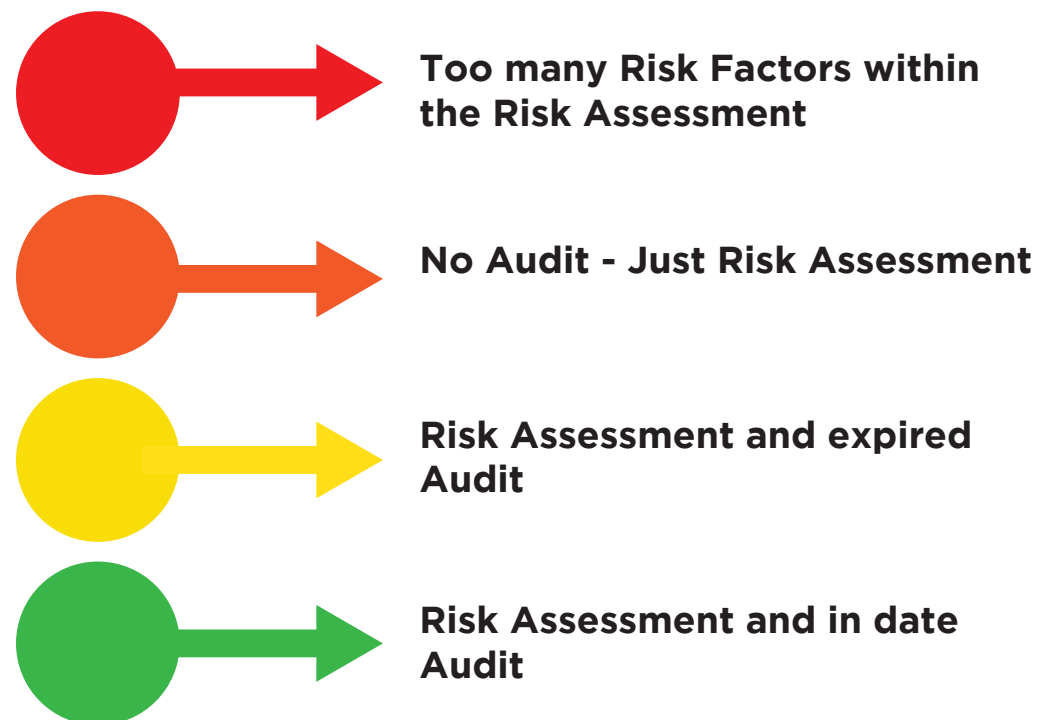 Too many Risk Factors within
the Risk Assessment
No Audit - Just Risk Assessment
Risk Assessment and expired
Audit
Risk Assessment and in date
Audit